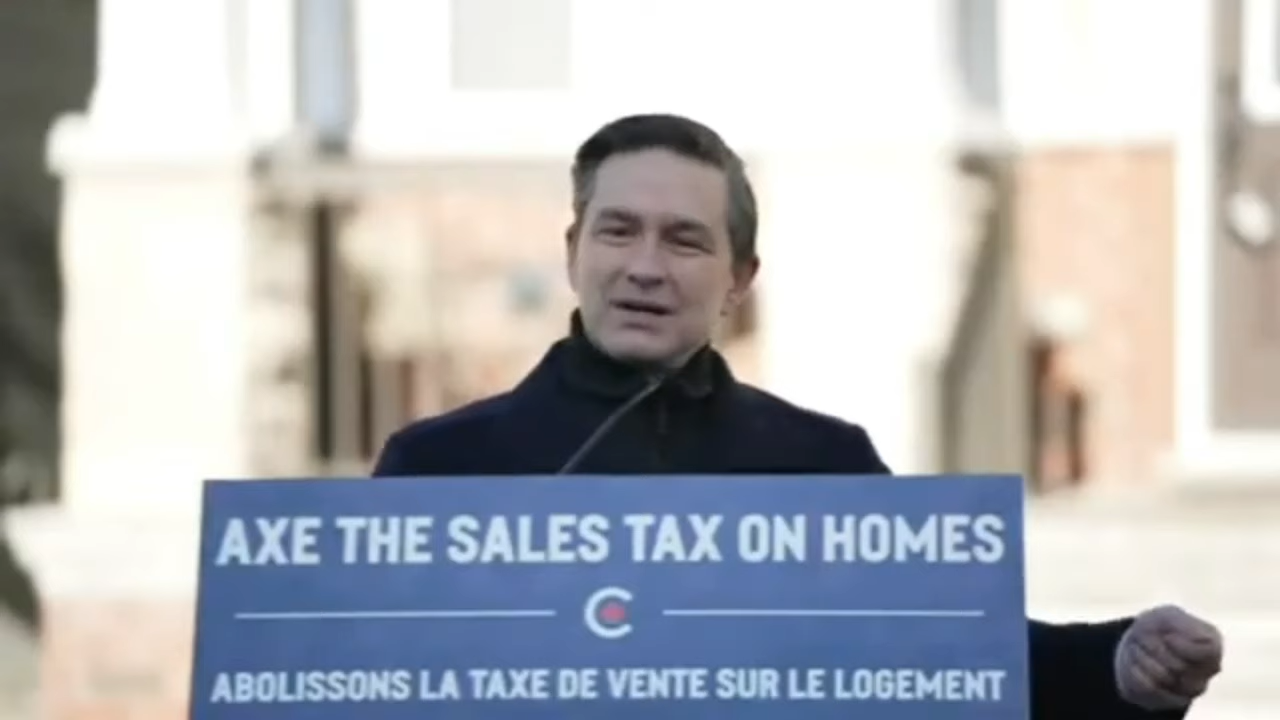 AXE THE SALES TAX ON HOMES
ABOLISSONS LA TAXE DE VENTE SUR LE LOGEMENT